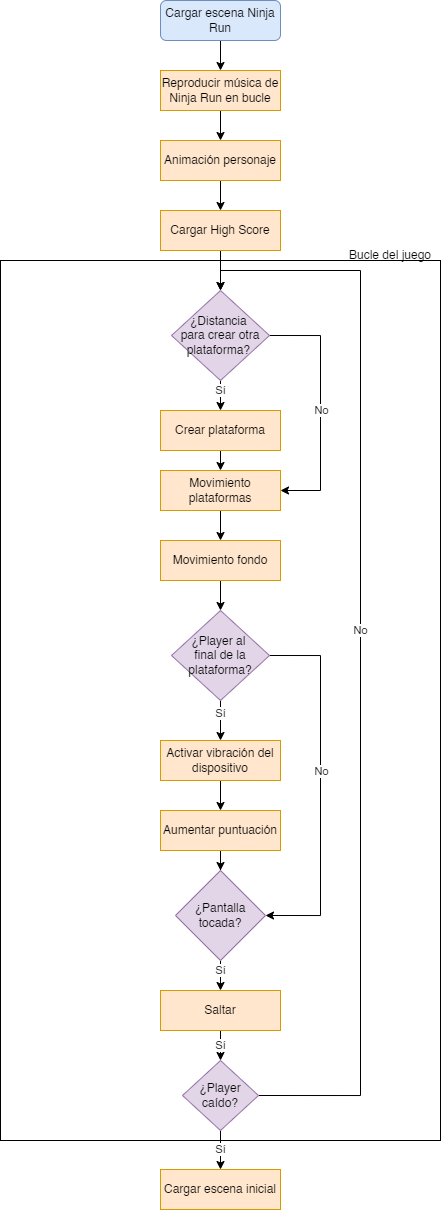 Cargar escena Ninja
Run
Reproducir música de
Ninja Run en bucle
Animación personaje
Cargar High Score
Bucle del juego
¿Distancia
para crear otra
plataforma?
Sí
No
Crear plataforma
Movimiento
plataformas
Movimiento fondo
¿Player al
final de la
plataforma?
No
Sí
Activar vibración del
dispositivo
No
Aumentar puntuación
¿Pantalla
tocada?
Sí
Saltar
Sí
¿Player
caído?
Sí
Cargar escena inicial